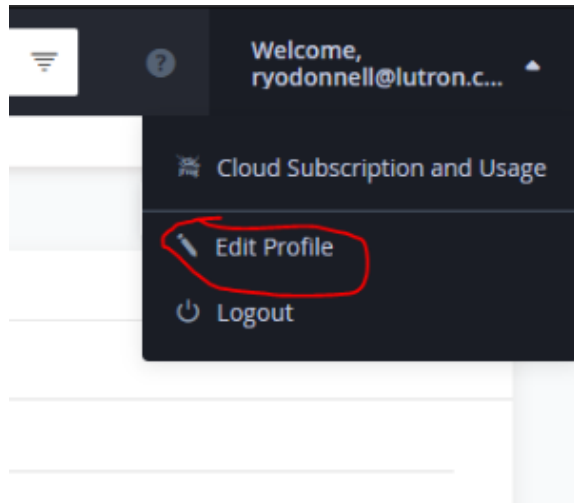 Welcome,
ryodonnell@lutron.c...
Cloud Subscription and Usage
Edit Profile
Logout